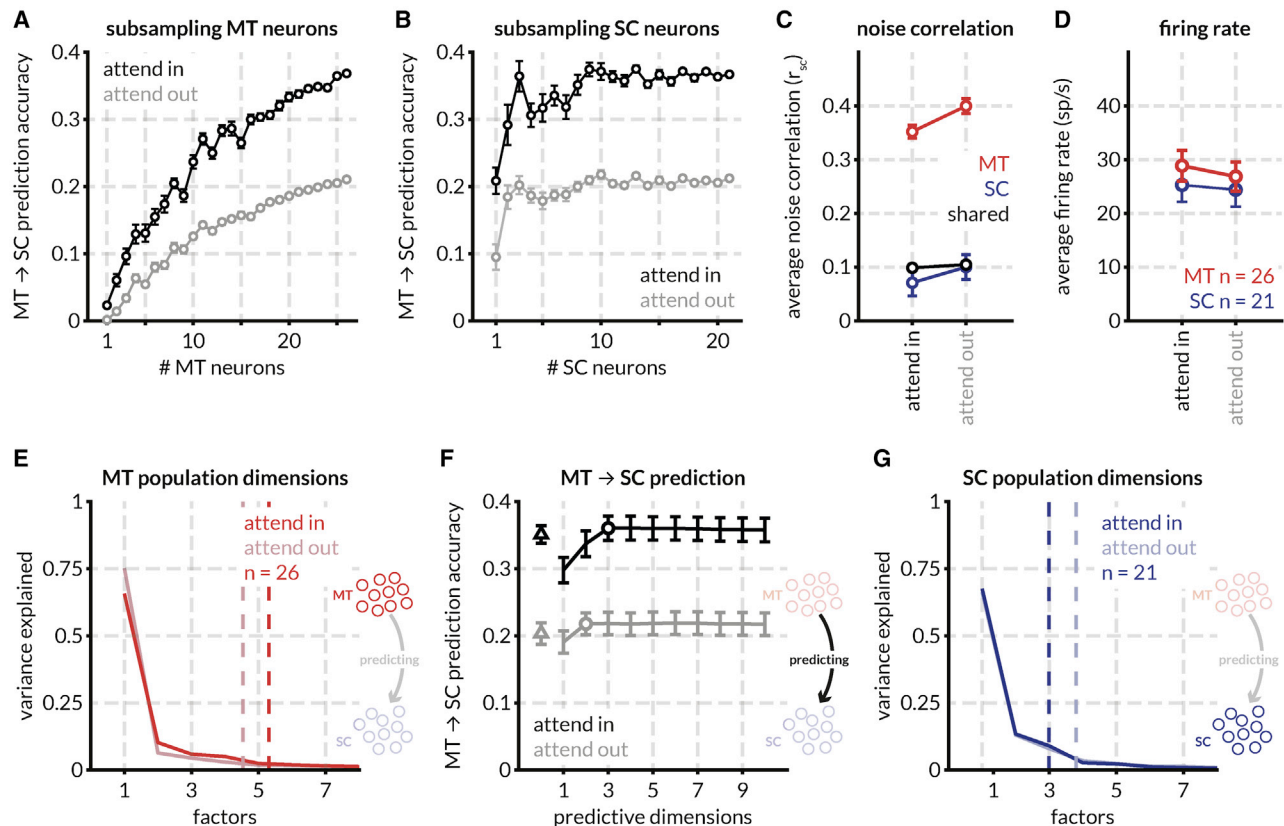 A
subsampling MT neurons
MT → SC prediction accuracy
0.4
0.3
0.2
0.1
0
attend in
attend out
1
10
20
# MT neurons
B
subsampling SC neurons
MT → SC prediction accuracy
0.4
0.3
0.2
0.1
0
attend in
attend out
1
10
20
# SC neurons
C
noise correlation
average noise correlation (rsc)
0.4
0.3
0.2
0.1
0
MT
SC
shared
attend in
attend out
D
firing rate
average firing rate (sp/s)
40
30
20
10
0
MT n = 26
SC n = 21
attend in
attend out
E
MT population dimensions
variance explained
1
0.75
0.5
0.25
0
attend in
attend out
n = 26
MT
predicting
SC
1
3
5
7
factors
F
MT → SC prediction
MT → SC prediction accuracy
0.4
0.3
0.2
0.1
0
attend in
attend out
MT
predicting
SC
1
3
5
7
9
predictive dimensions
G
SC population dimensions
variance explained
1
0.75
0.5
0.25
0
attend in
attend out
n = 21
MT
predicting
SC
1
3
5
7
factors